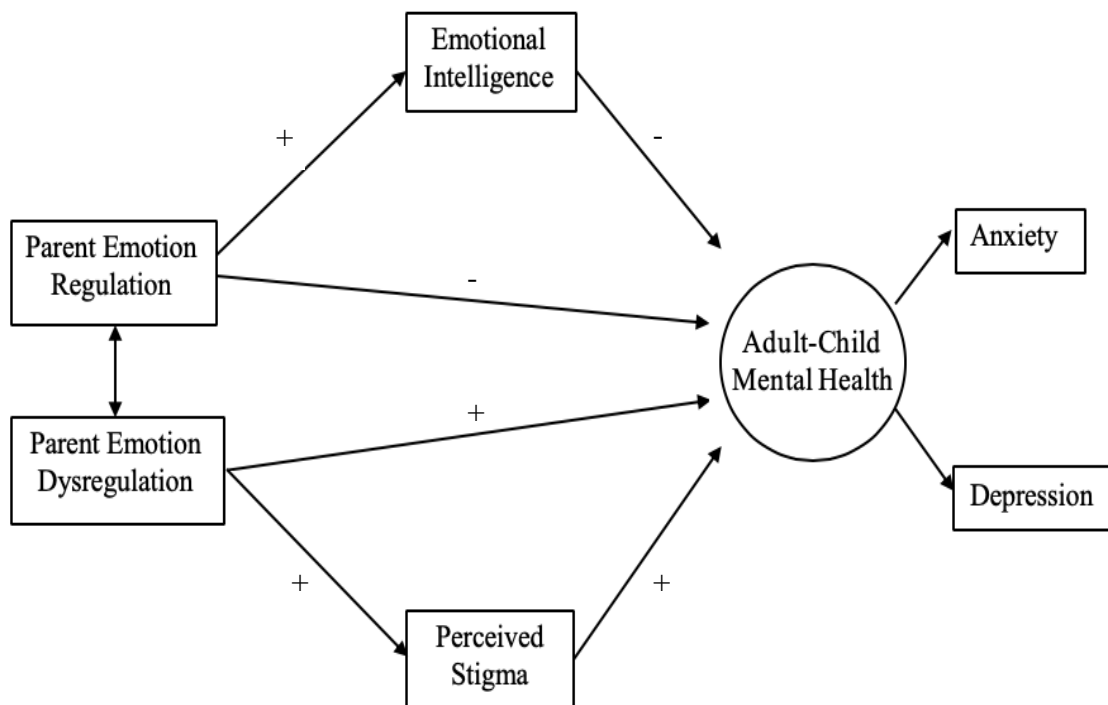 Emotional
Intelligence
+
-
Parent Emotion
Regulation
-
Anxiety
Adult-Child
Mental Health
Parent Emotion
Dysregulation
+
Depression
+
+
Perceived
Stigma